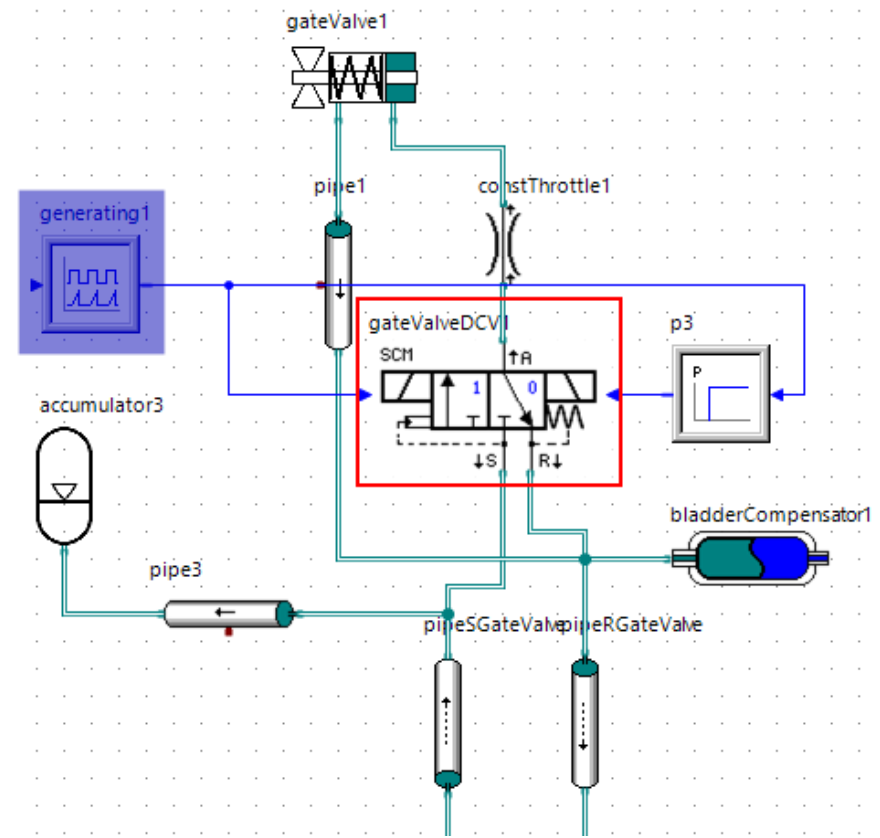 gateValve1
pipe1
constThrottle1
generating1
gateValveDCV1
p3
SCM
P
A
1
0
accumulator3
S
R
bladderCompensator1
pipe3
pipeSGateValve
pipeRGateValve